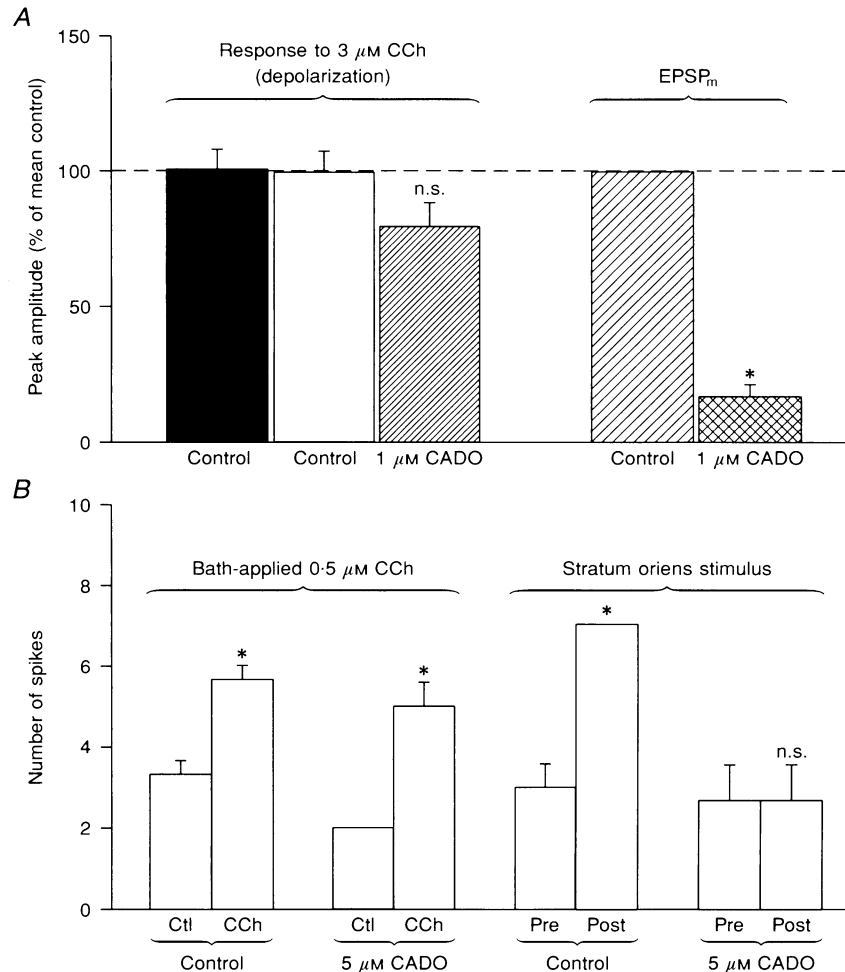 A
150
100
50
0
Peak amplitude (% of mean control)
Response to 3 μM CCh
(depolarization)
EPSPm
n.s.
*
Control
Control
1 μM CADO
Control
1 μM CADO
B
10
8
6
4
2
0
Number of spikes
Bath-applied 0·5 μM CCh
Stratum oriens stimulus
*
*
*
n.s.
Ctl
CCh
Ctl
CCh
Pre
Post
Pre
Post
Control
5 μM CADO
Control
5 μM CADO